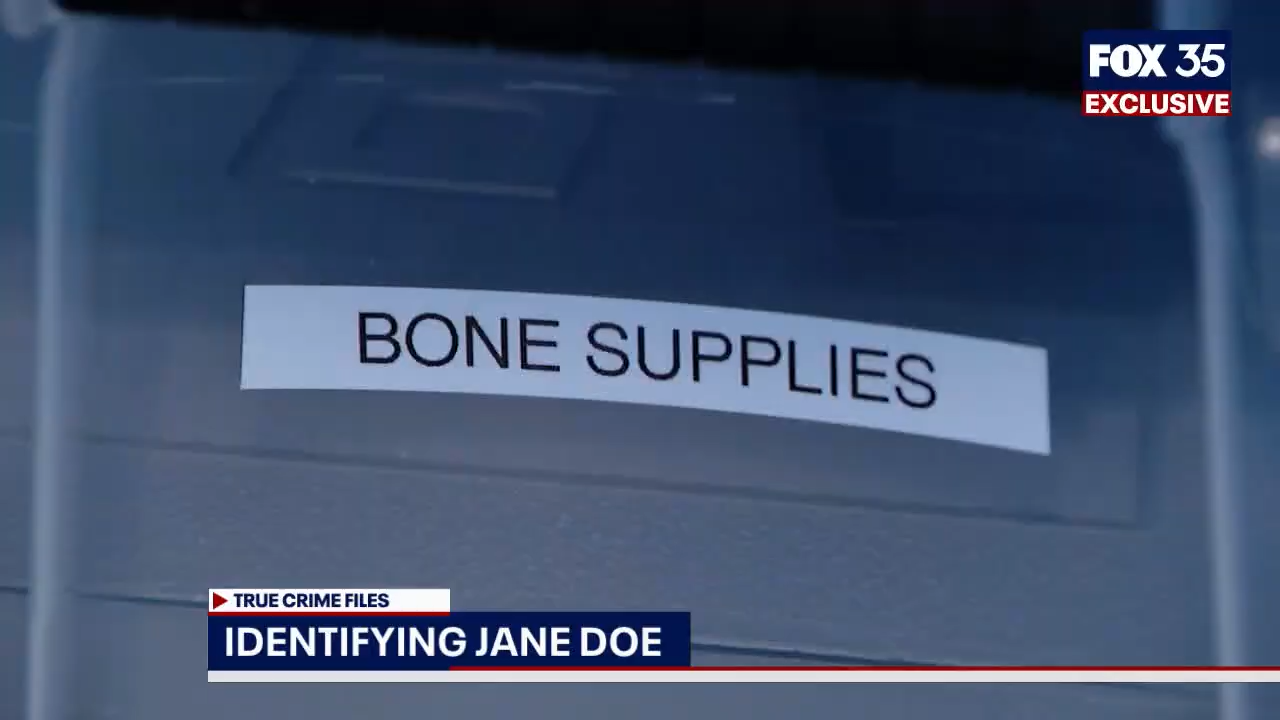 FOX 35
EXCLUSIVE
BONE SUPPLIES
TRUE CRIME FILES
IDENTIFYING JANE DOE